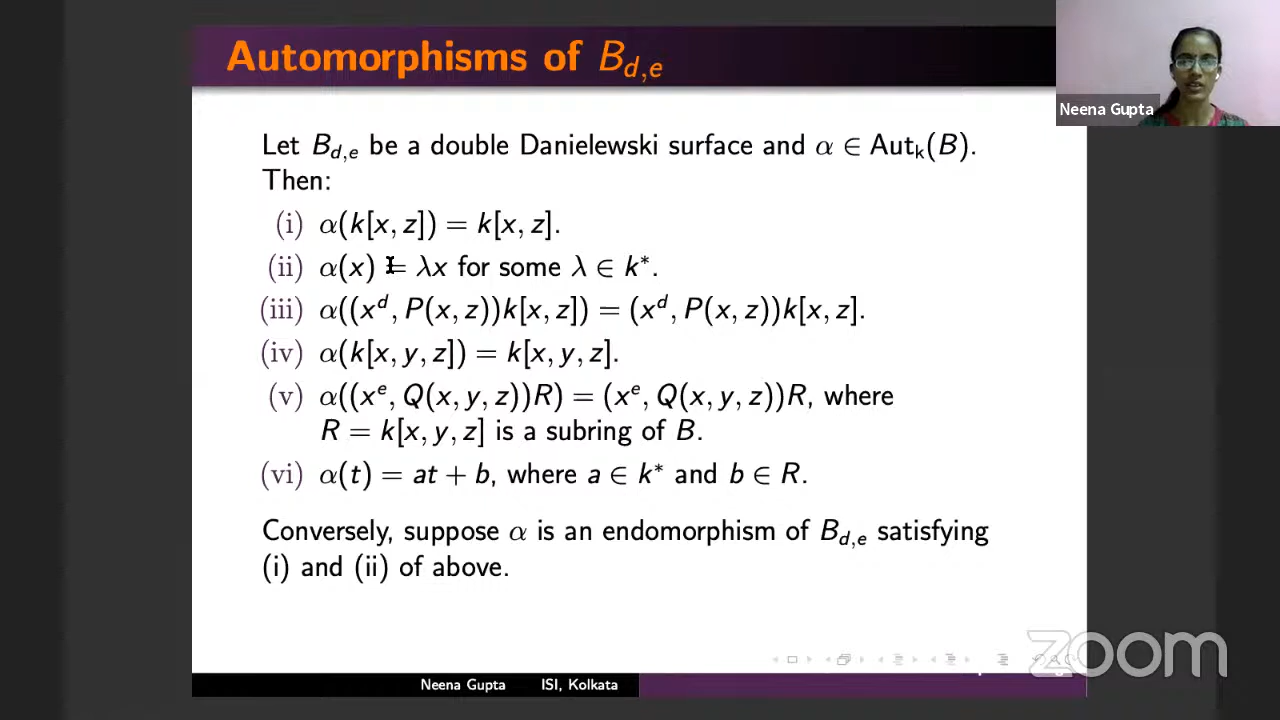 Automorphisms of B_{d,e}
Neena Gupta
Let B_{d,e} be a double Danielewski surface and α ∈ Aut_k(B).
Then:
(i) α(k[x, z]) = k[x, z].
(ii) α(x) = λx for some λ ∈ k*.
(iii) α((x^d, P(x, z))k[x, z]) = (x^d, P(x, z))k[x, z].
(iv) α(k[x, y, z]) = k[x, y, z].
(v) α((x^e, Q(x, y, z))R) = (x^e, Q(x, y, z))R, where
R = k[x, y, z] is a subring of B.
(vi) α(t) = at + b, where a ∈ k* and b ∈ R.
Conversely, suppose α is an endomorphism of B_{d,e} satisfying
(i) and (ii) of above.
zoom
Neena Gupta ISI, Kolkata